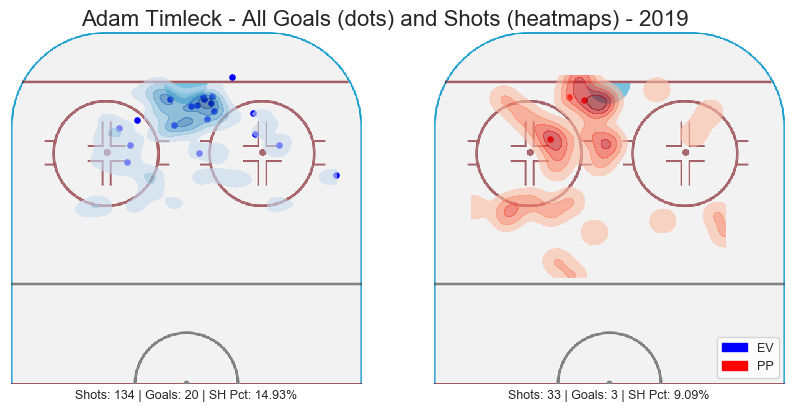 Adam Timleck - All Goals (dots) and Shots (heatmaps) - 2019
EV
PP
Shots: 134 | Goals: 20 | SH Pct: 14.93%
Shots: 33 | Goals: 3 | SH Pct: 9.09%